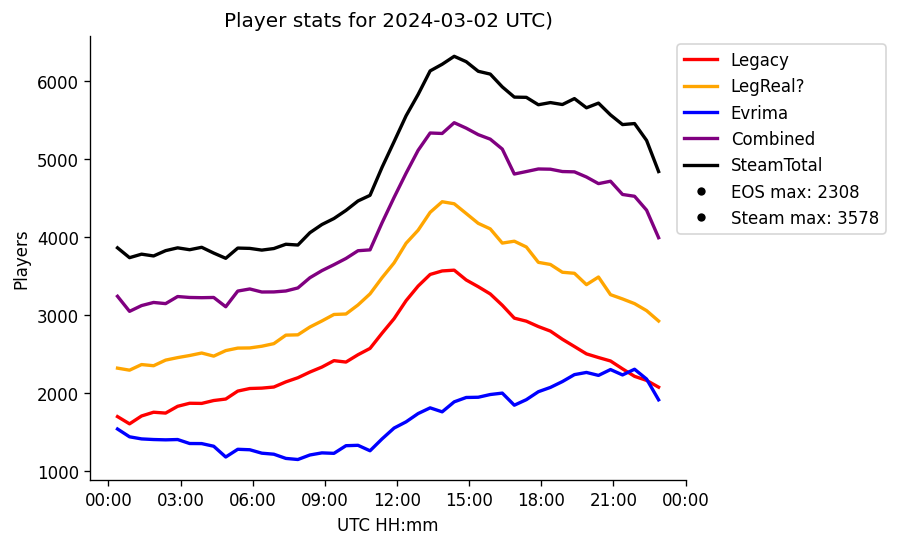 Player stats for 2024-03-02 UTC)
Legacy
LegReal?
Evrima
Combined
SteamTotal
EOS max: 2308
Steam max: 3578
Players
6000
5000
4000
3000
2000
1000
00:00 03:00 06:00 09:00 12:00 15:00 18:00 21:00 00:00
UTC HH:mm